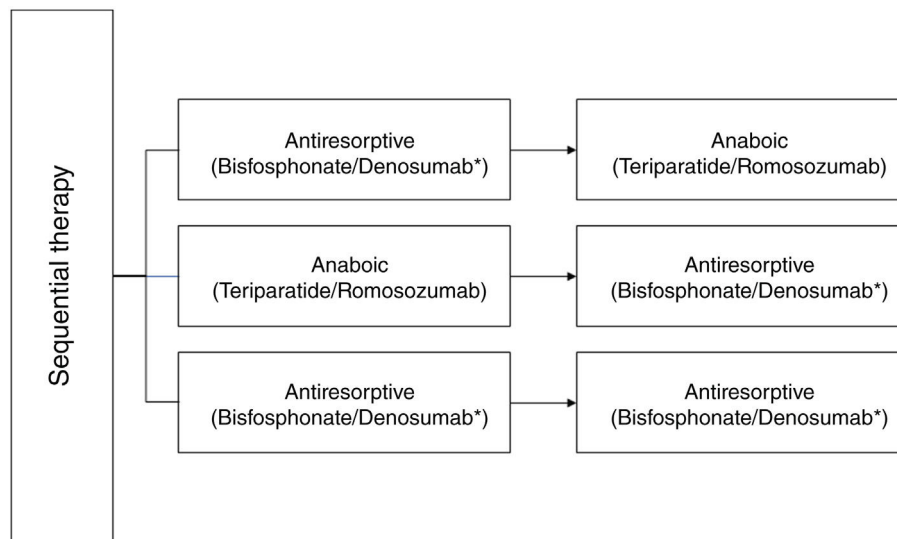 Sequential therapy
Antiresorptive
(Bisfosphonate/Denosumab*)
Anaboic
(Teriparatide/Romosozumab)
Anaboic
(Teriparatide/Romosozumab)
Antiresorptive
(Bisfosphonate/Denosumab*)
Antiresorptive
(Bisfosphonate/Denosumab*)
Antiresorptive
(Bisfosphonate/Denosumab*)